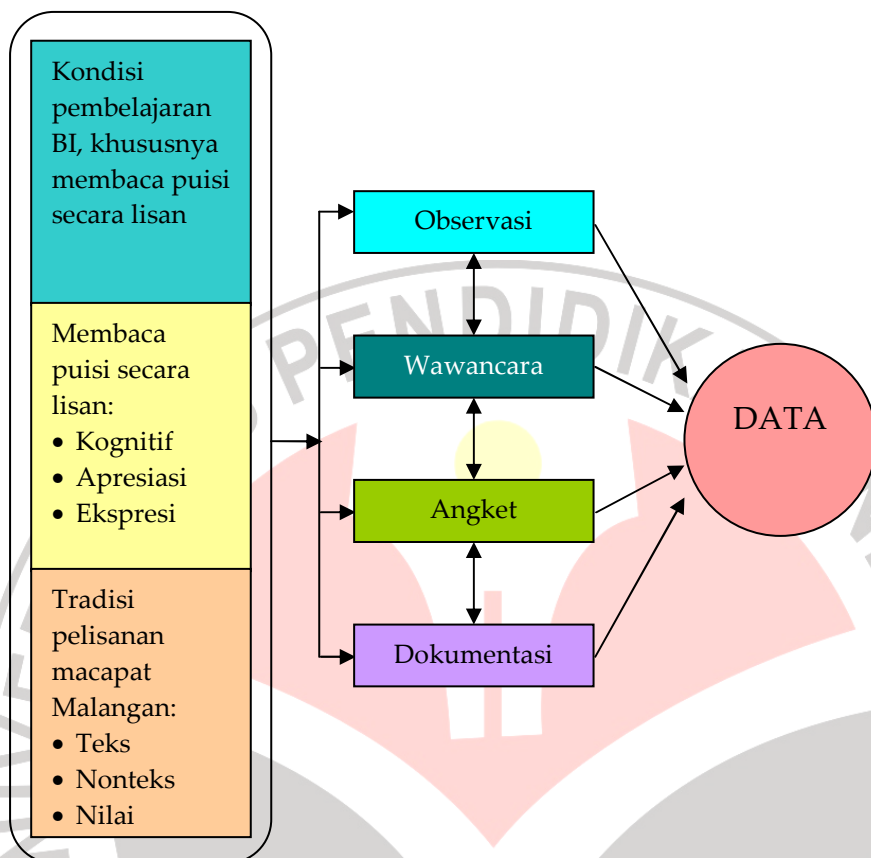 Kondisi
pembelajaran
BI, khususnya
membaca puisi
secara lisan
Membaca
puisi secara
lisan:
• Kognitif
• Apresiasi
• Ekspresi
Tradisi
pelisanan
macapat
Malangan:
• Teks
• Nonteks
• Nilai
Observasi
Wawancara
Angket
Dokumentasi
DATA
PENDIDIK